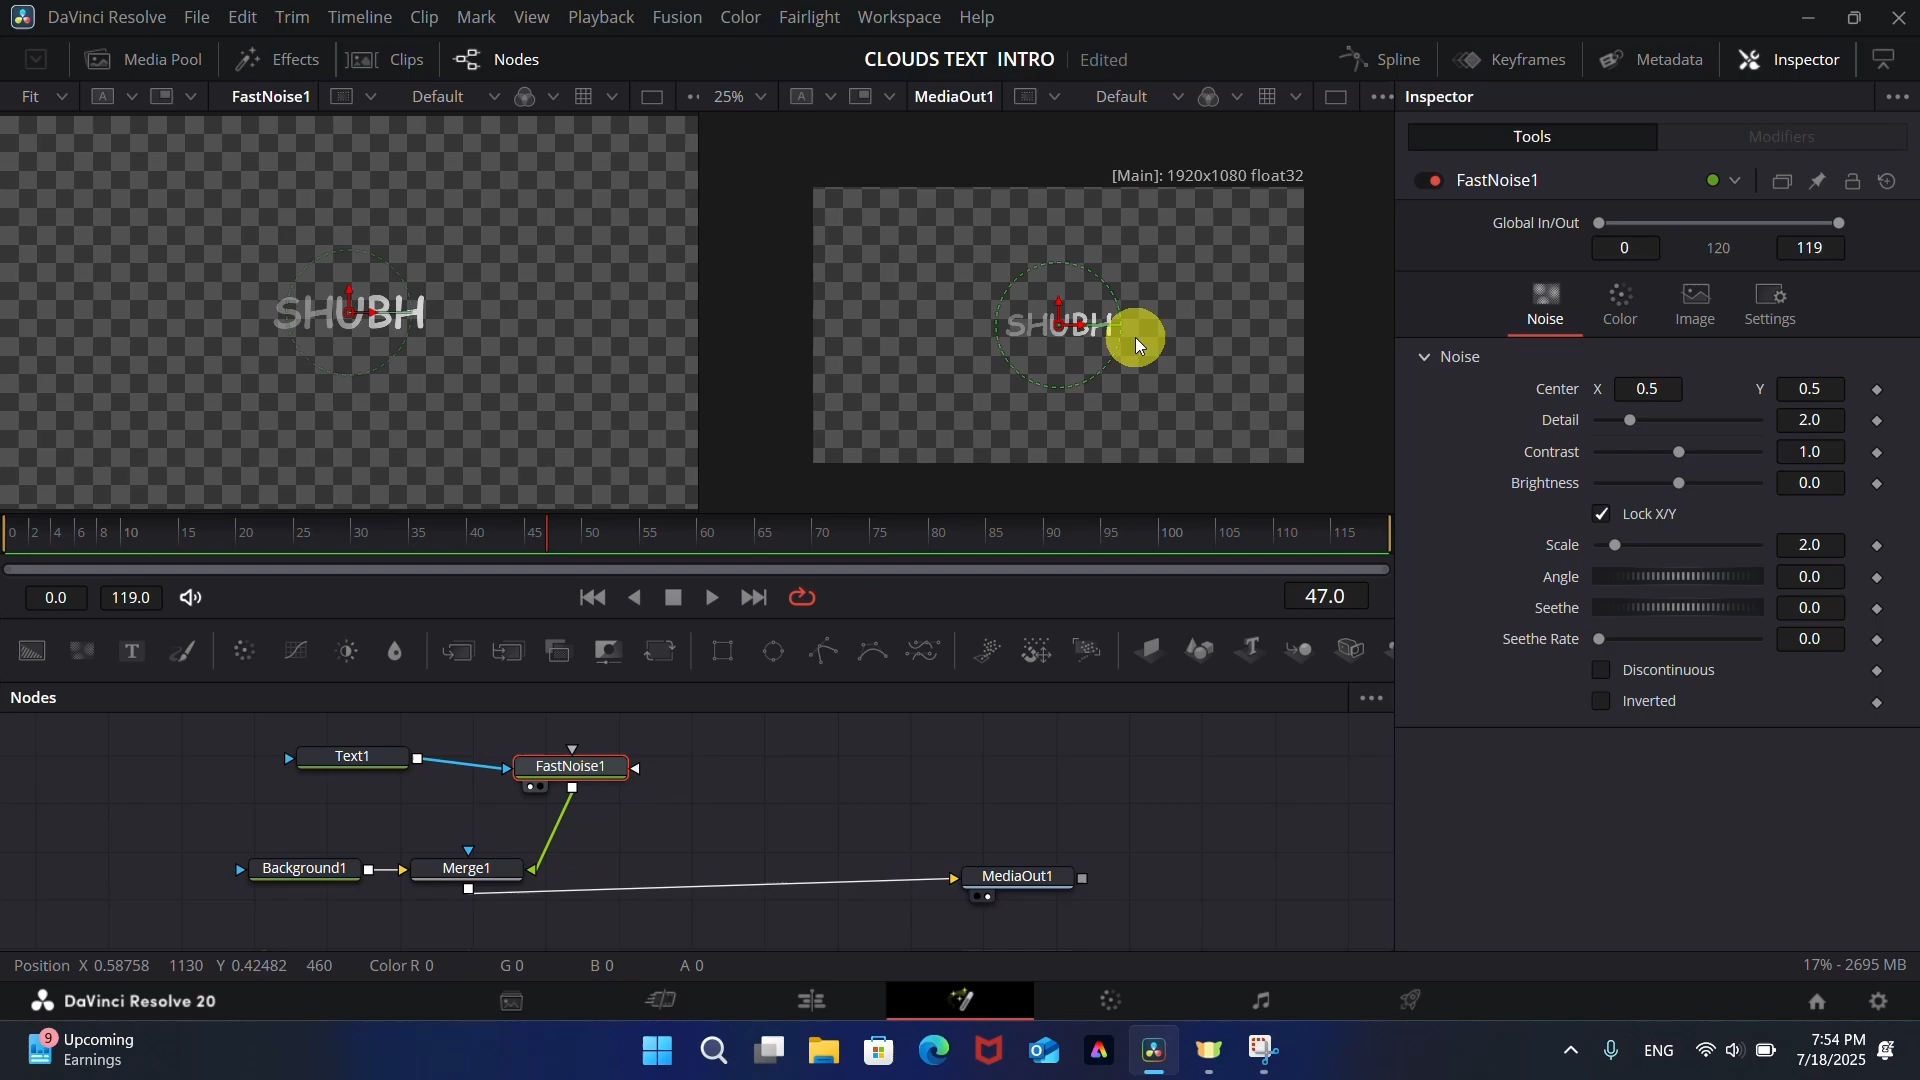 DaVinci Resolve File Edit Trim Timeline Clip Mark View Playback Fusion Color Fairlight Workspace Help
Media Pool Effects Clips Nodes CLOUDS TEXT INTRO Edited Spline Keyframes Metadata Inspector
Fit A FastNoise1 Default 25% A MediaOut1 Default Inspector
Tools Modifiers
[Main]: 1920x1080 float32
FastNoise1
Global In/Out
0 120 119
SHUBH
SHUBH
Noise Color Image Settings
Noise
Center X 0.5 Y 0.5
Detail 2.0
Contrast 1.0
Brightness 0.0
Lock X/Y
Scale 2.0
Angle 0.0
Seethe 0.0
Seethe Rate 0.0
Discontinuous
Inverted
0 2 4 6 8 10 15 20 25 30 35 40 45 50 55 60 65 70 75 80 85 90 95 100 105 110 115
0.0 119.0 47.0
T T
Nodes
Text1 FastNoise1
Background1 Merge1 MediaOut1
Position X 0.58758 1130 Y 0.42482 460 Color R 0 G 0 B 0 A 0 17% - 2695 MB
DaVinci Resolve 20
9 Upcoming
Earnings
ENG
7:54 PM
7/18/2025